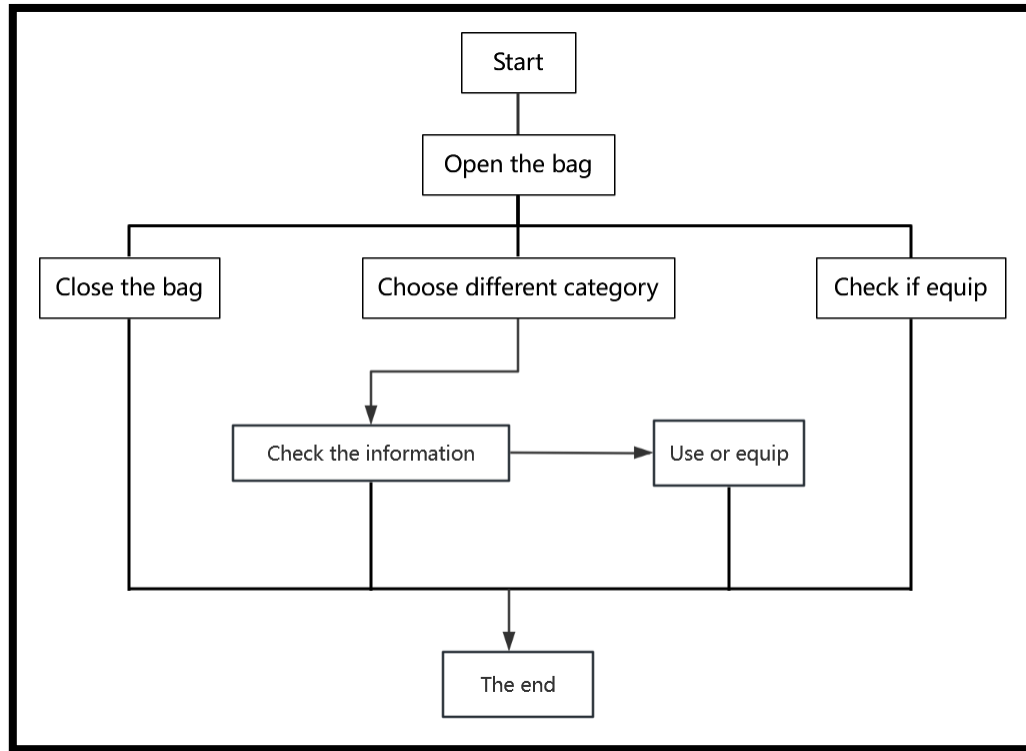 Start
Open the bag
Close the bag
Choose different category
Check if equip
Check the information
Use or equip
The end